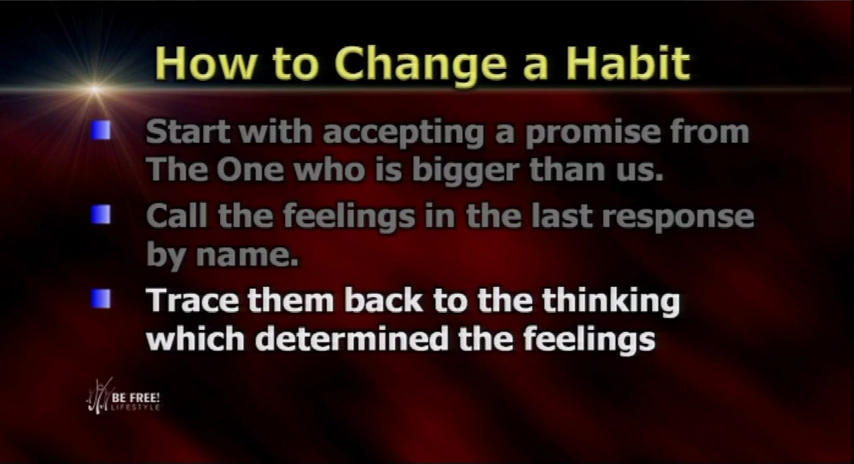 How to Change a Habit
Start with accepting a promise from
The One who is bigger than us.
Call the feelings in the last response
by name.
Trace them back to the thinking
which determined the feelings
BE FREE!
LIFESTYLE